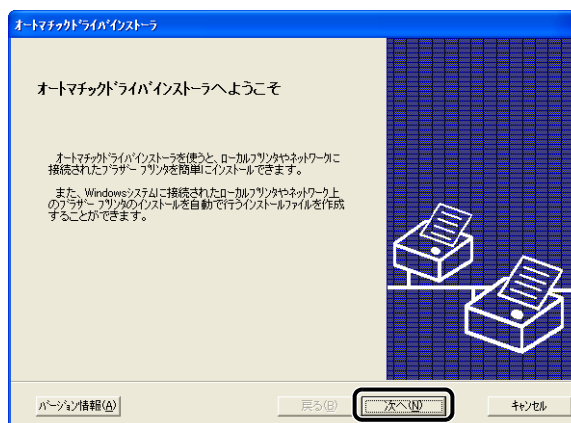 オートマチックドライバインストーラ
オートマチックドライバインストーラへようこそ
オートマチックドライバインストーラを使うと、ローカルプリンタやネットワークに
接続されたブラザー プリンタを簡単にインストールできます。
また、Windowsシステムに接続されたローカルプリンタやネットワーク上
のブラザー プリンタのインストールを自動で行うインストールファイルを作成
することができます。
バージョン情報(A) 戻る(B) 次へ(N) キャンセル